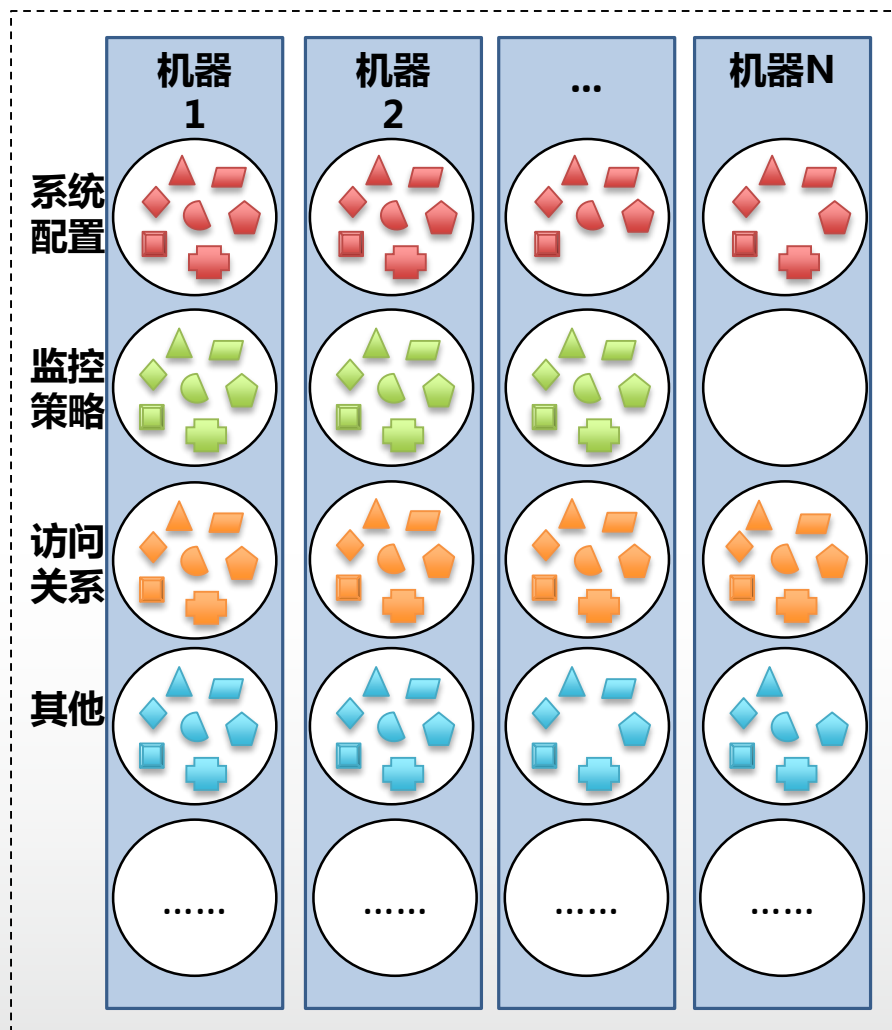 机器
1
机器
2
...
机器N
系统
配置
监控
策略
访问
关系
其他
……
……
……
……